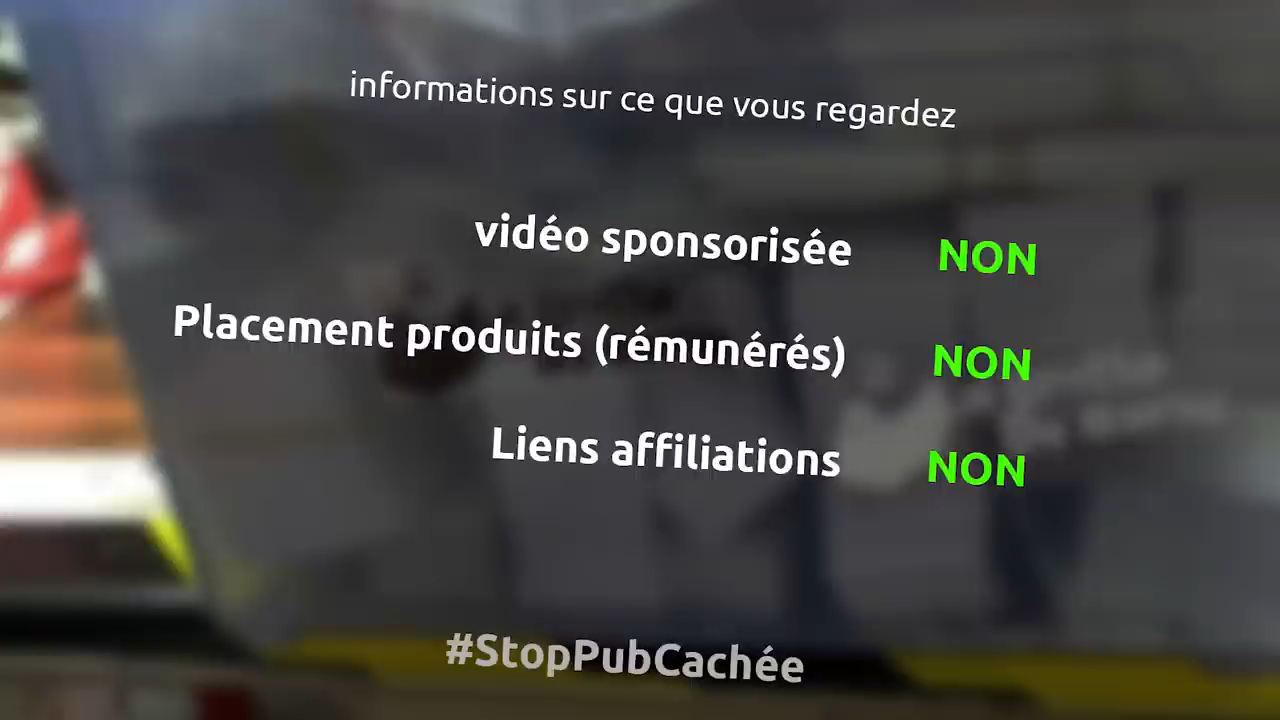 informations sur ce que vous regardez
vidéo sponsorisée NON
Placement produits (rémunérés) NON
Liens affiliations NON
#StopPubCachée